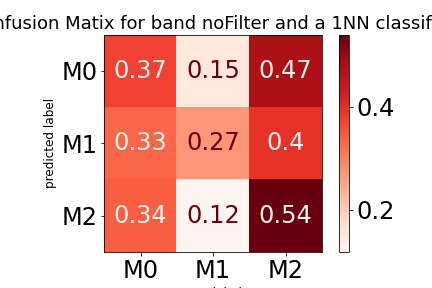 nfusion Matix for band noFilter and a 1NN classif
M0 0.37 0.15 0.47
M1 0.33 0.27 0.4
M2 0.34 0.12 0.54
M0 M1 M2
predicted label
0.4
0.2